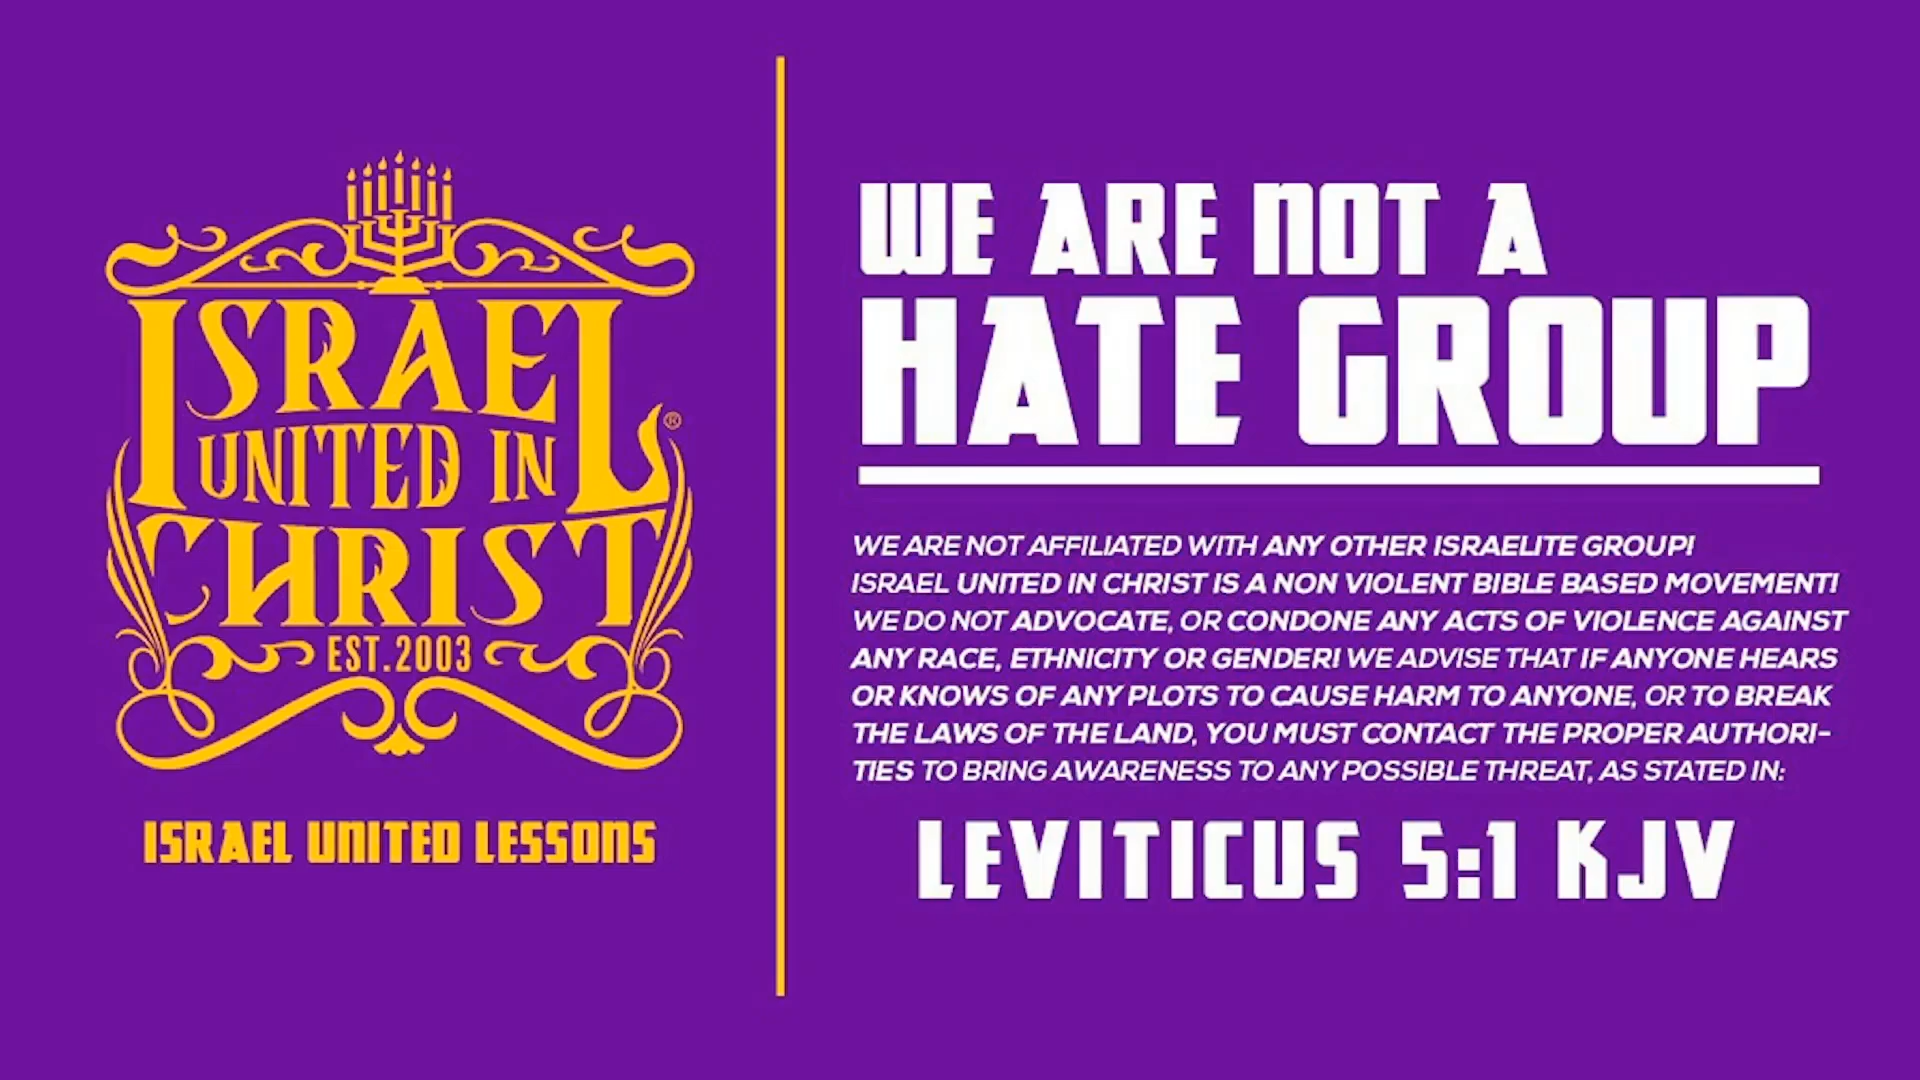 ISRAEL
UNITED IN
CHRIST
®
EST.2003
ISRAEL UNITED LESSONS
WE ARE NOT A
HATE GROUP
WE ARE NOT AFFILIATED WITH ANY OTHER ISRAELITE GROUP!
ISRAEL UNITED IN CHRIST IS A NON VIOLENT BIBLE BASED MOVEMENT!
WE DO NOT ADVOCATE, OR CONDONE ANY ACTS OF VIOLENCE AGAINST
ANY RACE, ETHNICITY OR GENDER! WE ADVISE THAT IF ANYONE HEARS
OR KNOWS OF ANY PLOTS TO CAUSE HARM TO ANYONE, OR TO BREAK
THE LAWS OF THE LAND, YOU MUST CONTACT THE PROPER AUTHORI-
TIES TO BRING AWARENESS TO ANY POSSIBLE THREAT, AS STATED IN:
LEVITICUS 5:1 KJV